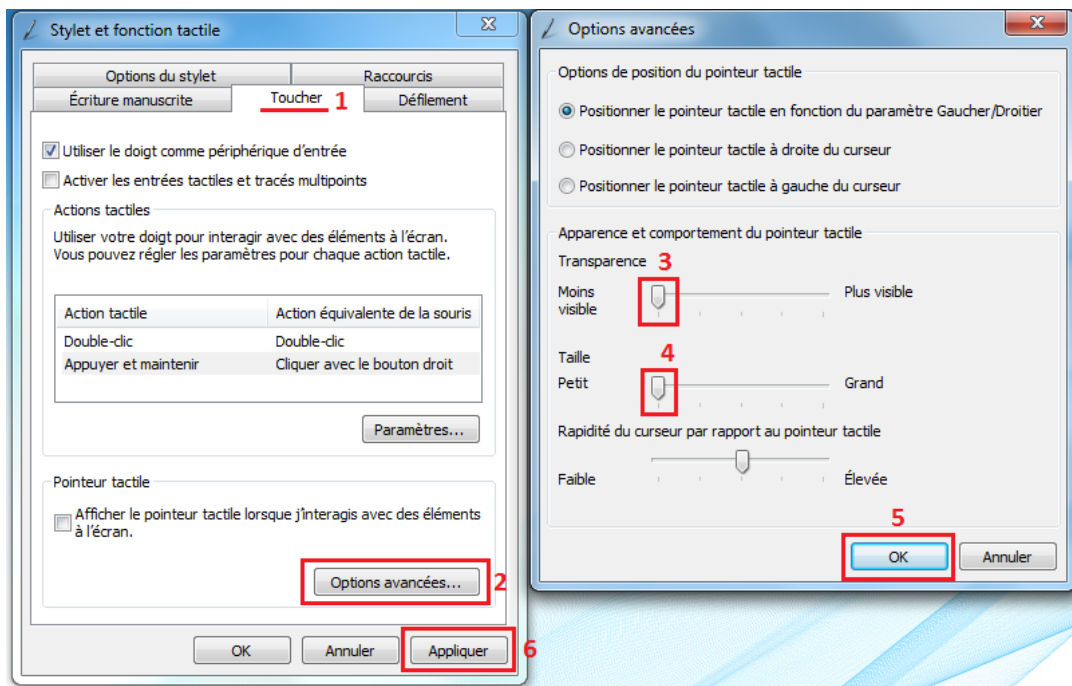 Stylet et fonction tactile
Options du stylet
Raccourcis
Écriture manuscrite
Toucher
1
Défilement
Utiliser le doigt comme périphérique d'entrée
Activer les entrées tactiles et tracés multipoints
Actions tactiles
Utiliser votre doigt pour interagir avec des éléments à l'écran.
Vous pouvez régler les paramètres pour chaque action tactile.
Action tactile
Action équivalente de la souris
Double-clic
Double-clic
Appuyer et maintenir
Cliquer avec le bouton droit
Paramètres...
Pointeur tactile
Afficher le pointeur tactile lorsque j'interagis avec des éléments
à l'écran.
Options avancées...
2
OK
Annuler
Appliquer
6
Options avancées
Options de position du pointeur tactile
Positionner le pointeur tactile en fonction du paramètre Gaucher/Droitier
Positionner le pointeur tactile à droite du curseur
Positionner le pointeur tactile à gauche du curseur
Apparence et comportement du pointeur tactile
Transparence
3
Moins
visible
Plus visible
Taille
4
Petit
Grand
Rapidité du curseur par rapport au pointeur tactile
Faible
Élevée
5
OK
Annuler